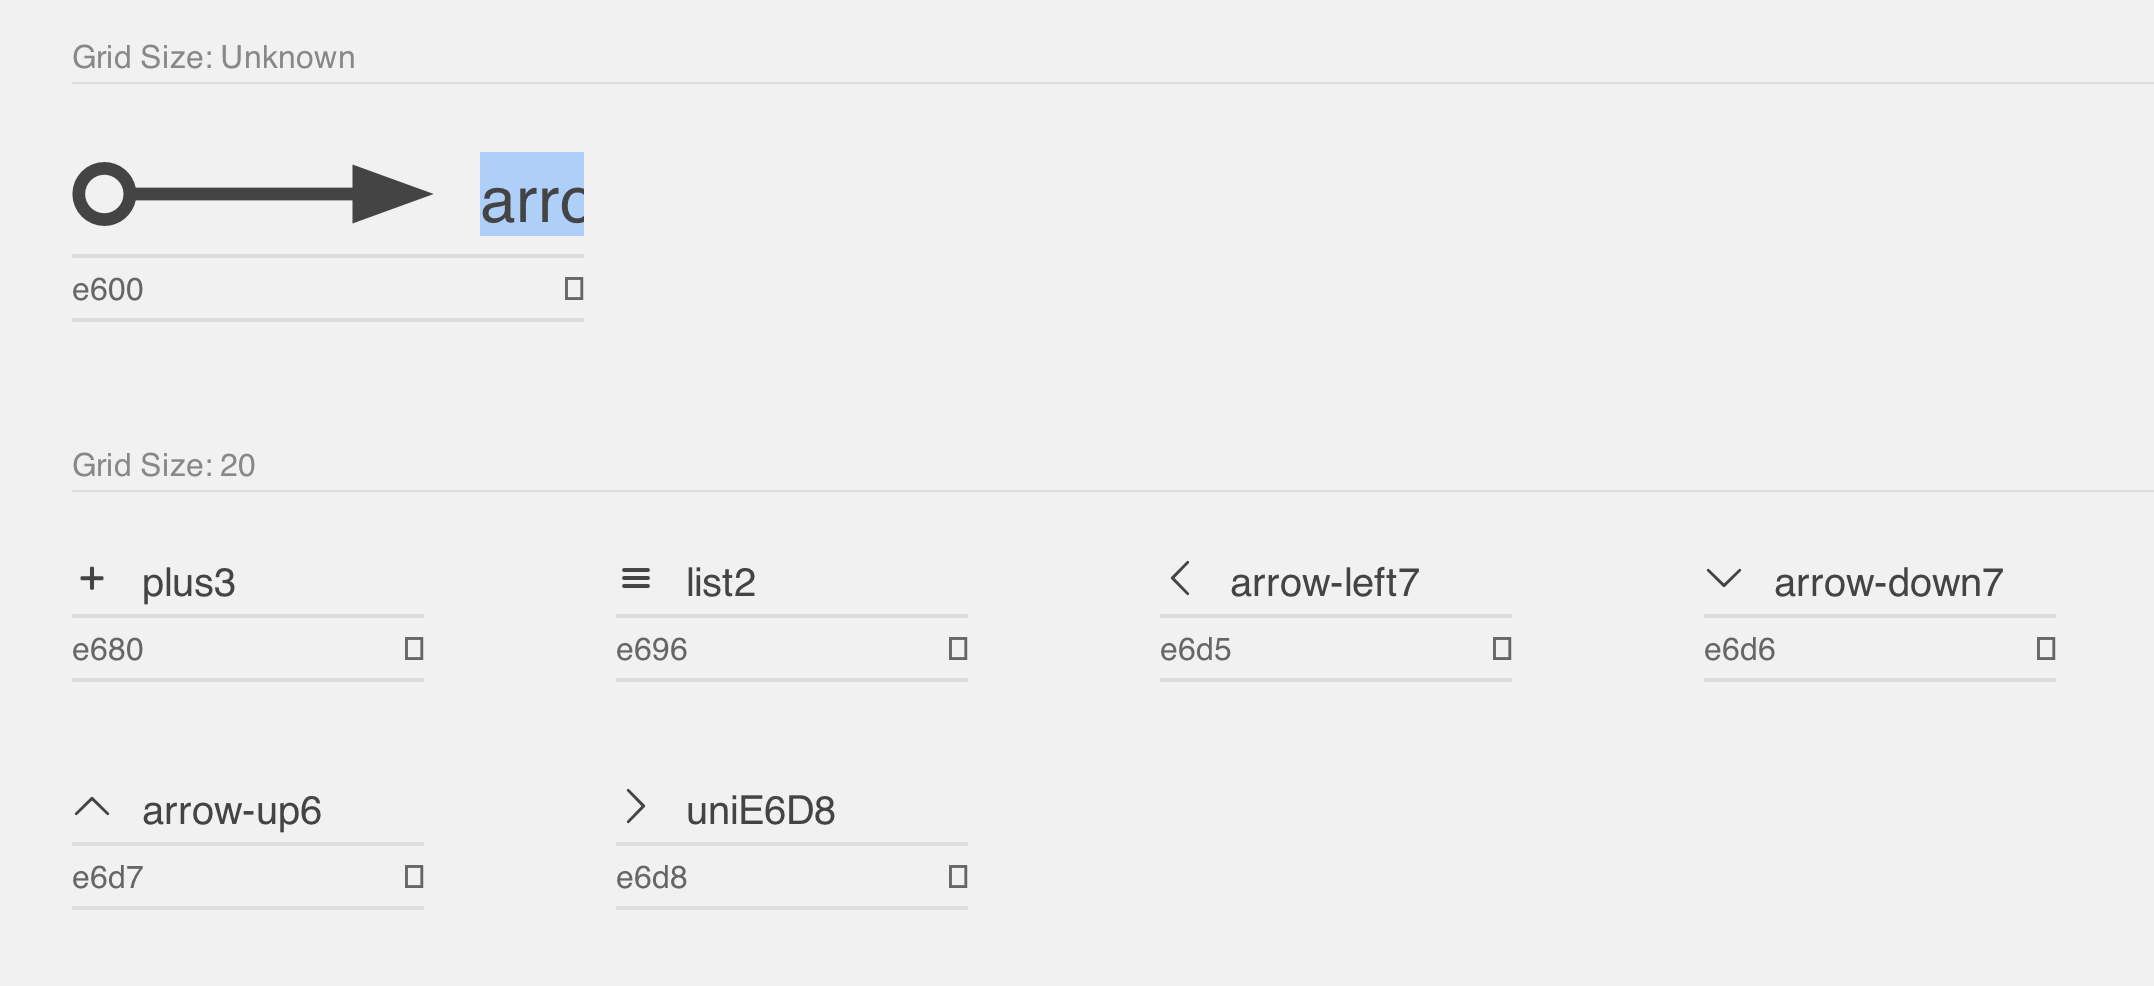 Grid Size: Unknown
arro
e600
Grid Size: 20
plus3 list2 arrow-left7 arrow-down7
e680 e696 e6d5 e6d6
arrow-up6 uniE6D8
e6d7 e6d8